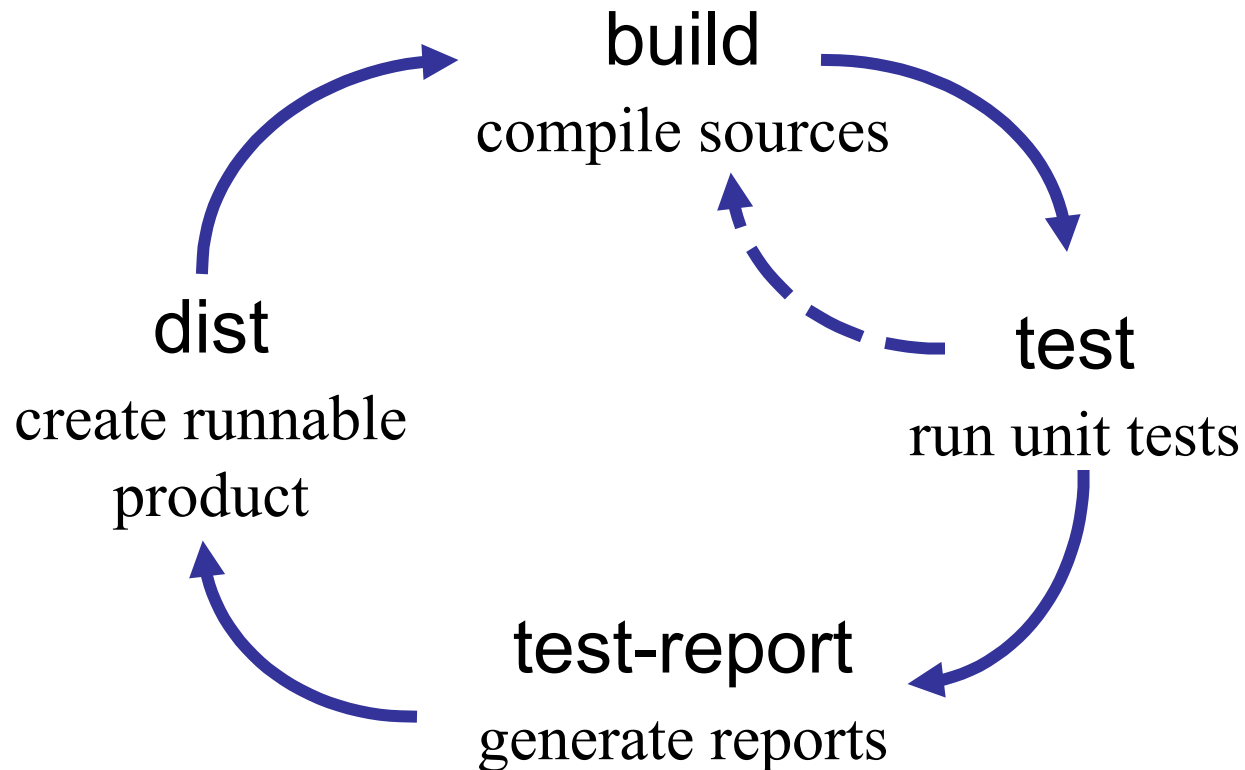 build
compile sources
test
run unit tests
test-report
generate reports
dist
create runnable
product